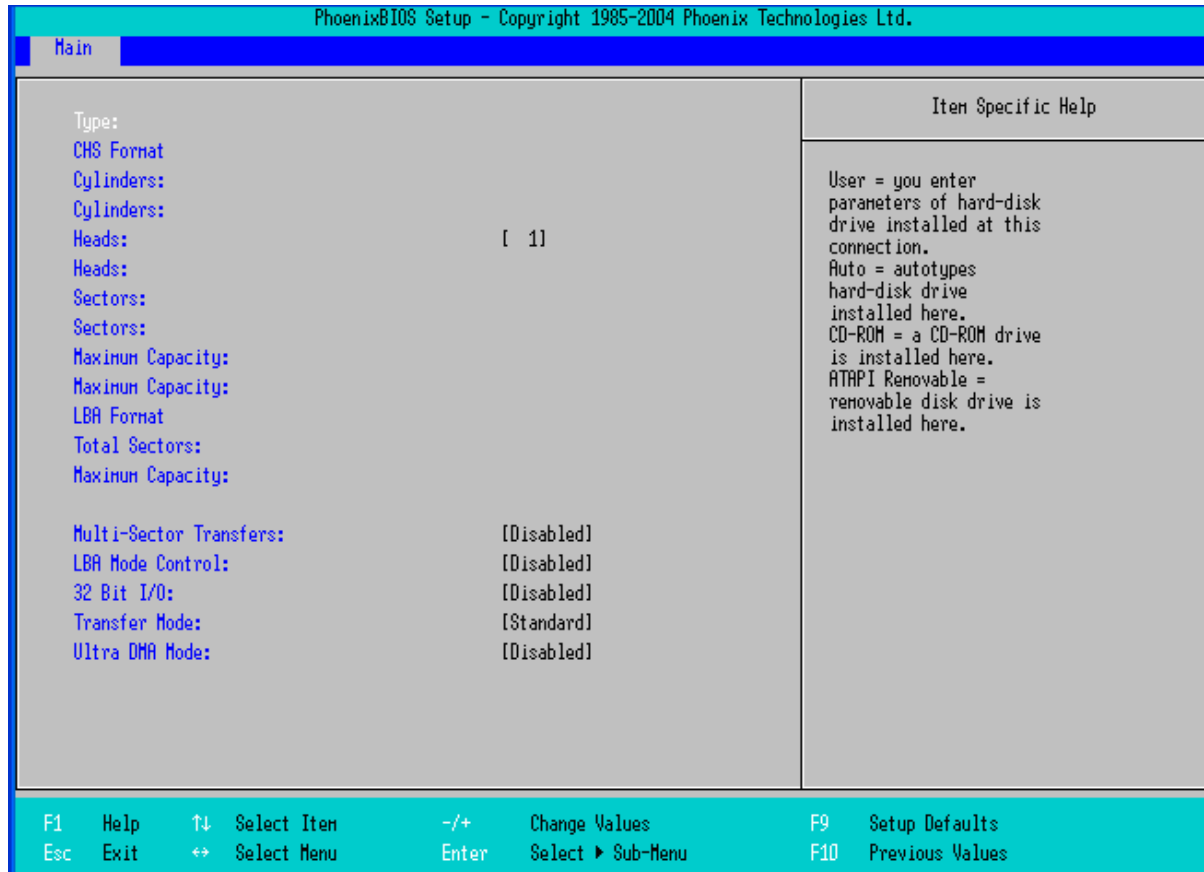 PhoenixBIOS Setup - Copyright 1985-2004 Phoenix Technologies Ltd.
Main
Type:
CHS Format
Cylinders:
Cylinders:
Heads: [ 1]
Heads:
Sectors:
Sectors:
Maximum Capacity:
Maximum Capacity:
LBA Format
Total Sectors:
Maximum Capacity:
Multi-Sector Transfers: [Disabled]
LBA Mode Control: [Disabled]
32 Bit I/O: [Disabled]
Transfer Mode: [Standard]
Ultra DMA Mode: [Disabled]
Item Specific Help
User = you enter
parameters of hard-disk
drive installed at this
connection.
Auto = autotypes
hard-disk drive
installed here.
CD-ROM = a CD-ROM drive
is installed here.
ATAPI Removable =
removable disk drive is
installed here.
F1 Help ↑↓ Select Item -/+ Change Values F9 Setup Defaults
Esc Exit ↔ Select Menu Enter Select ▶ Sub-Menu F10 Previous Values